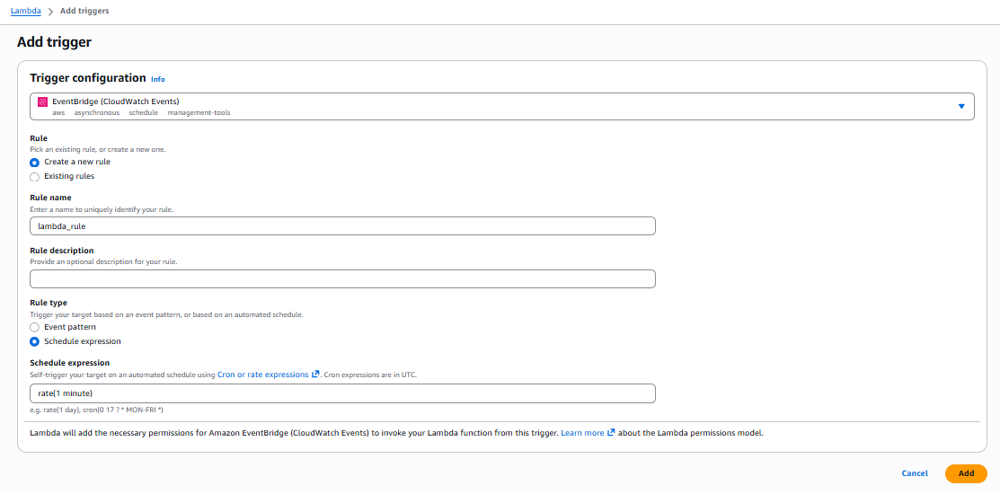 Lambda > Add triggers
Add trigger
Trigger configuration Info
EventBridge (CloudWatch Events)
aws asynchronous schedule management-tools
Rule
Pick an existing rule, or create a new one.
Create a new rule
Existing rules
Rule name
Enter a name to uniquely identify your rule.
lambda_rule
Rule description
Provide an optional description for your rule.
Rule type
Trigger your target based on an event pattern, or based on an automated schedule.
Event pattern
Schedule expression
Schedule expression
Self-trigger your target on an automated schedule using Cron or rate expressions. Cron expressions are in UTC.
rate(1 minute)
e.g. rate(1 day), cron(0 17 ? * MON-FRI *)
Lambda will add the necessary permissions for Amazon EventBridge (CloudWatch Events) to invoke your Lambda function from this trigger. Learn more about the Lambda permissions model.
Cancel Add